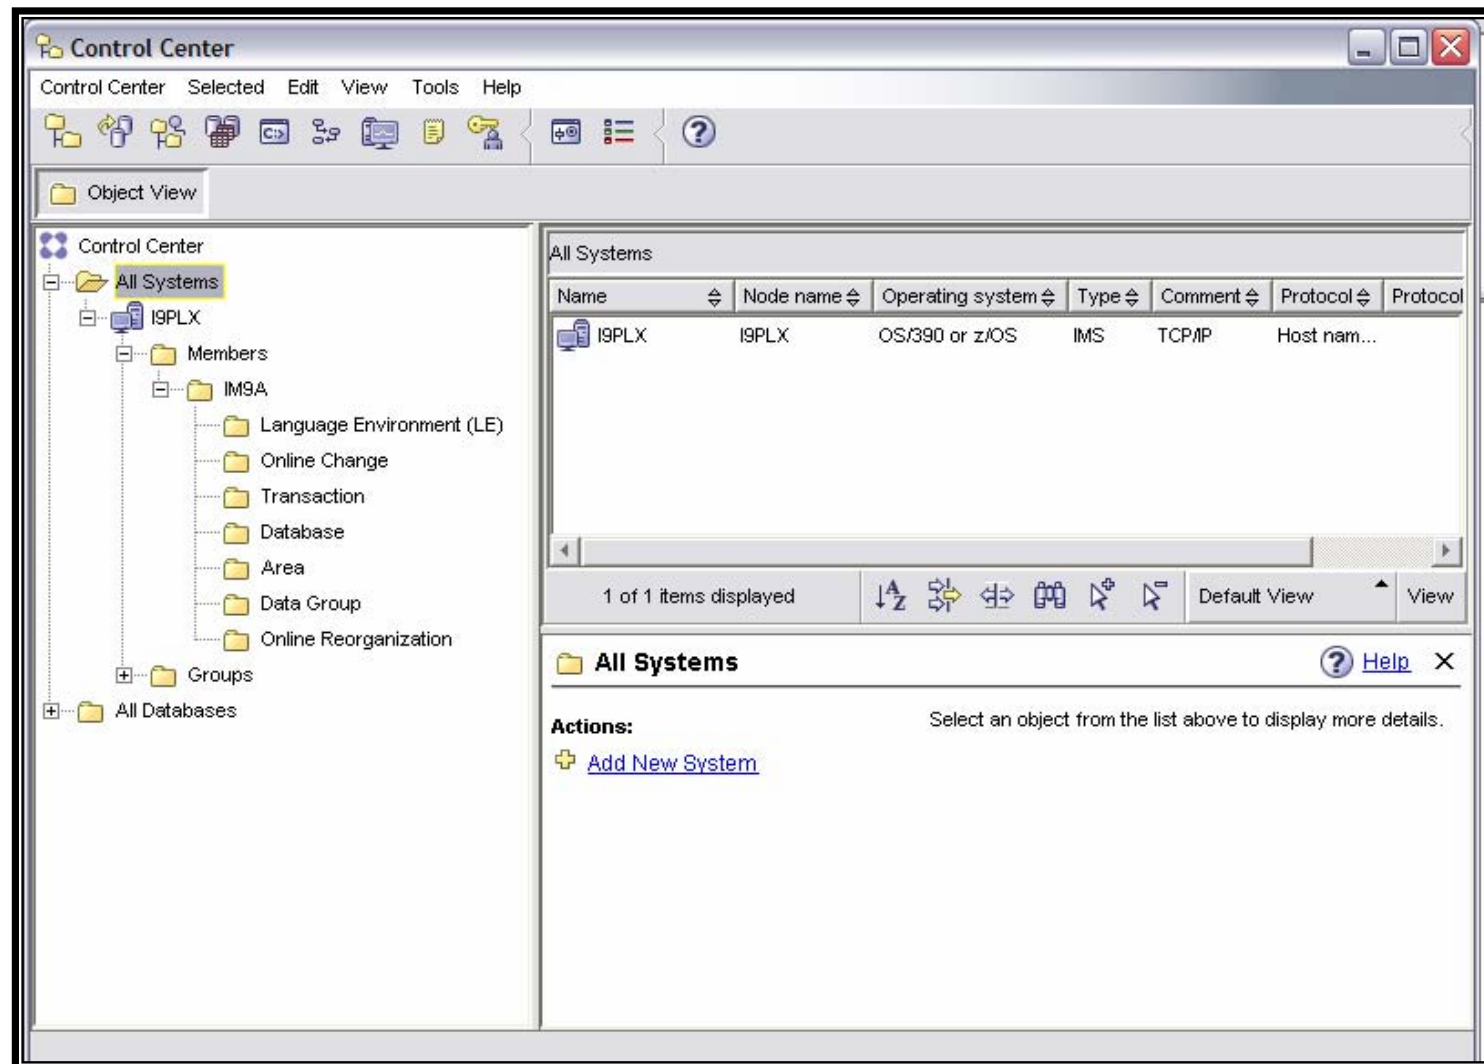 Control Center
Control Center Selected Edit View Tools Help
Object View
Control Center
All Systems
I9PLX
Members
IM9A
Language Environment (LE)
Online Change
Transaction
Database
Area
Data Group
Online Reorganization
Groups
All Databases
All Systems
Name Node name Operating system Type Comment Protocol Protocol
I9PLX I9PLX OS/390 or z/OS IMS TCP/IP Host nam...
1 of 1 items displayed Default View View
All Systems Help
Actions: Select an object from the list above to display more details.
Add New System